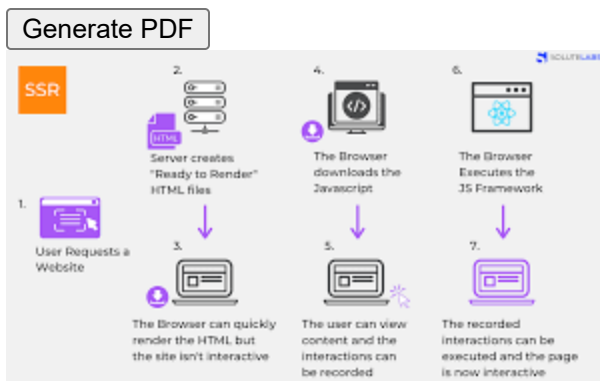 Generate PDF
SOLUTELABS
SSR
1.
User Requests a
Website
2.
HTML
Server creates
"Ready to Render"
HTML files
3.
The Browser can quickly
render the HTML but
the site isn't interactive
4.
The Browser
downloads the
Javascript
5.
The user can view
content and the
interactions can
be recorded
6.
The Browser
Executes the
JS Framework
7.
The recorded
interactions can be
executed and the page
is now interactive